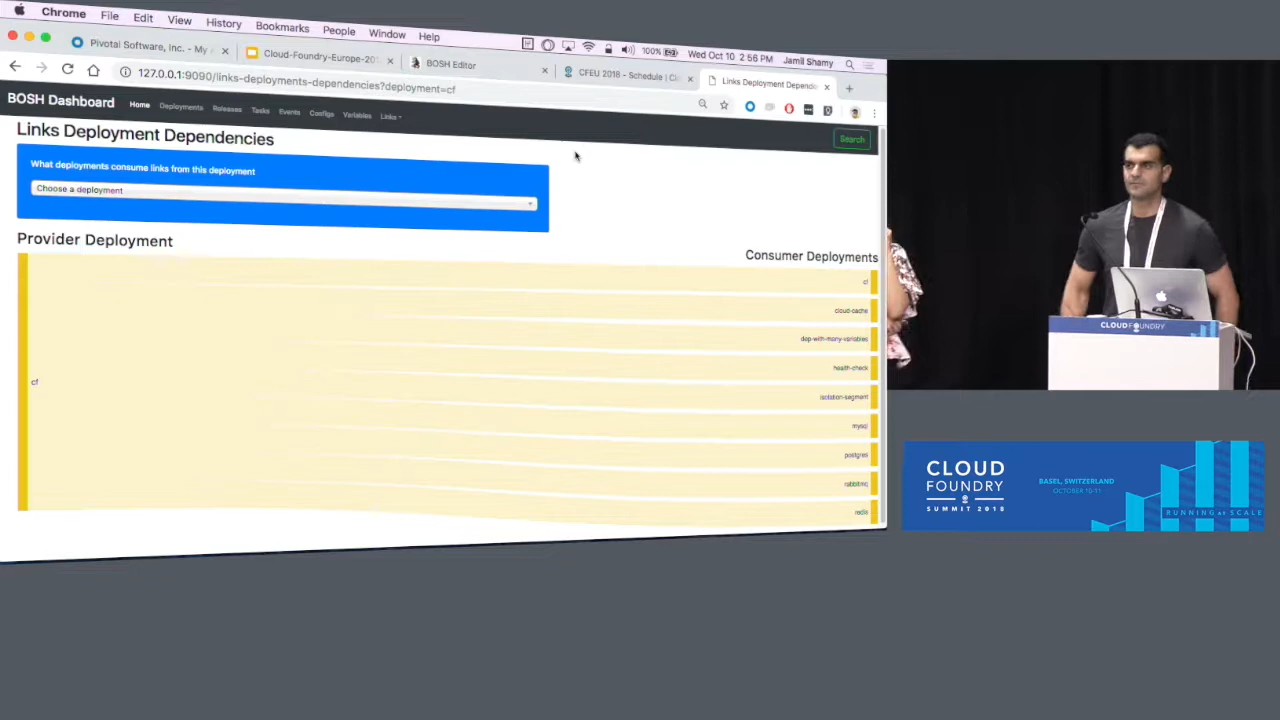 Chrome File Edit View History Bookmarks People Window Help 100% Wed Oct 10 2:56 PM Jamil Shamy
Pivotal Software, Inc. - My A
Cloud-Foundry-Europe-201
BOSH Editor
CFEU 2018 - Schedule | Cl
Links Deployment Depende
127.0.0.1:9090/links-deployments-dependencies?deployment=cf
BOSH Dashboard Home Deployments Releases Tasks Events Configs Variables Links
Search
Links Deployment Dependencies
What deployments consume links from this deployment
Choose a deployment
Provider Deployment
Consumer Deployments
cf
cf
cloud-cache
dep-with-many-variables
health-check
isolation-segment
mysql
postgres
rabbitmq
redis
CLOUD FOUNDRY
CLOUD
FOUNDRY
SUMMIT 2018
BASEL, SWITZERLAND
OCTOBER 10-11
RUNNING at SCALE